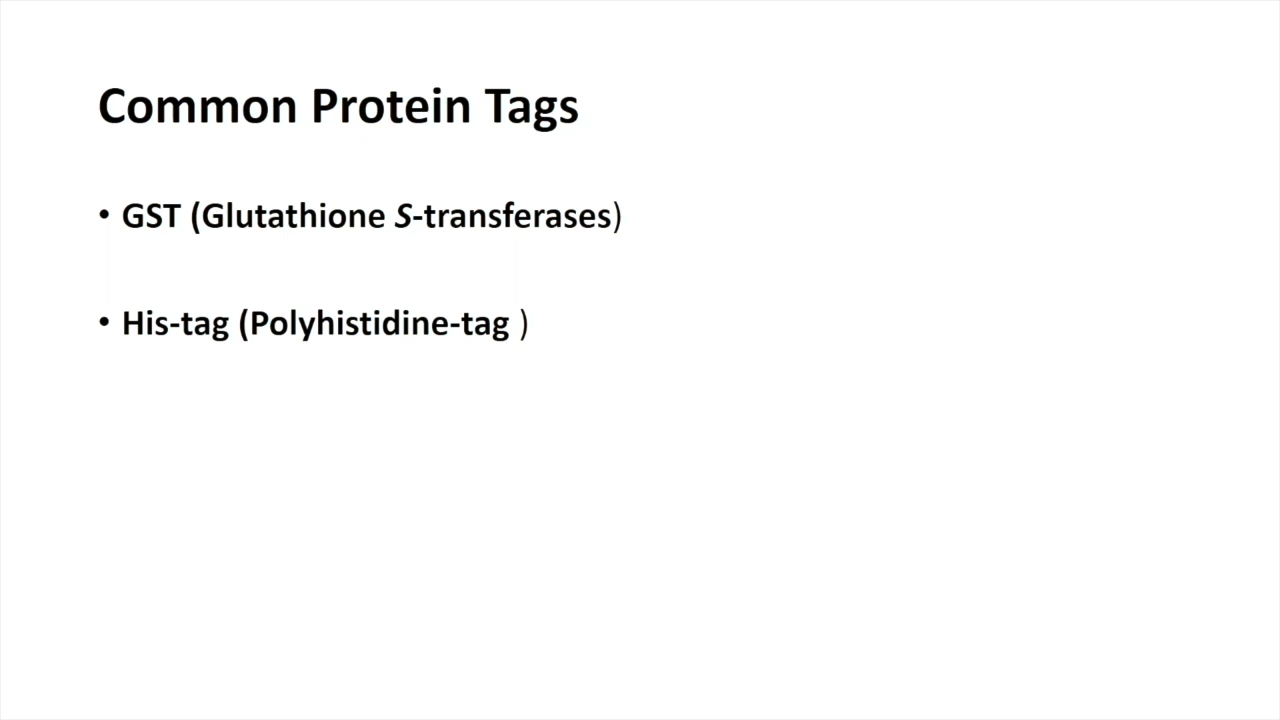 Common Protein Tags
• GST (Glutathione S-transferases)
• His-tag (Polyhistidine-tag )